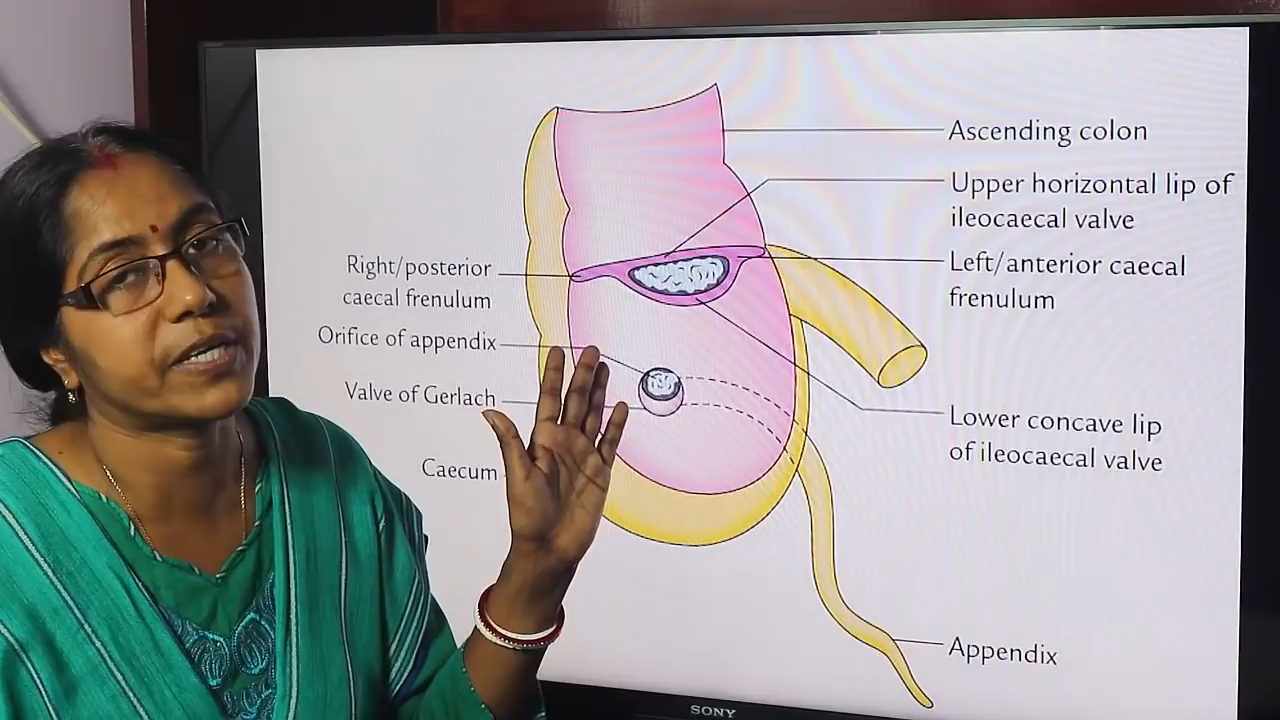 Ascending colon
Upper horizontal lip of
ileocaecal valve
Right/posterior
caecal frenulum
Left/anterior caecal
frenulum
Orifice of appendix
Valve of Gerlach
Lower concave lip
of ileocaecal valve
Caecum
Appendix
SONY